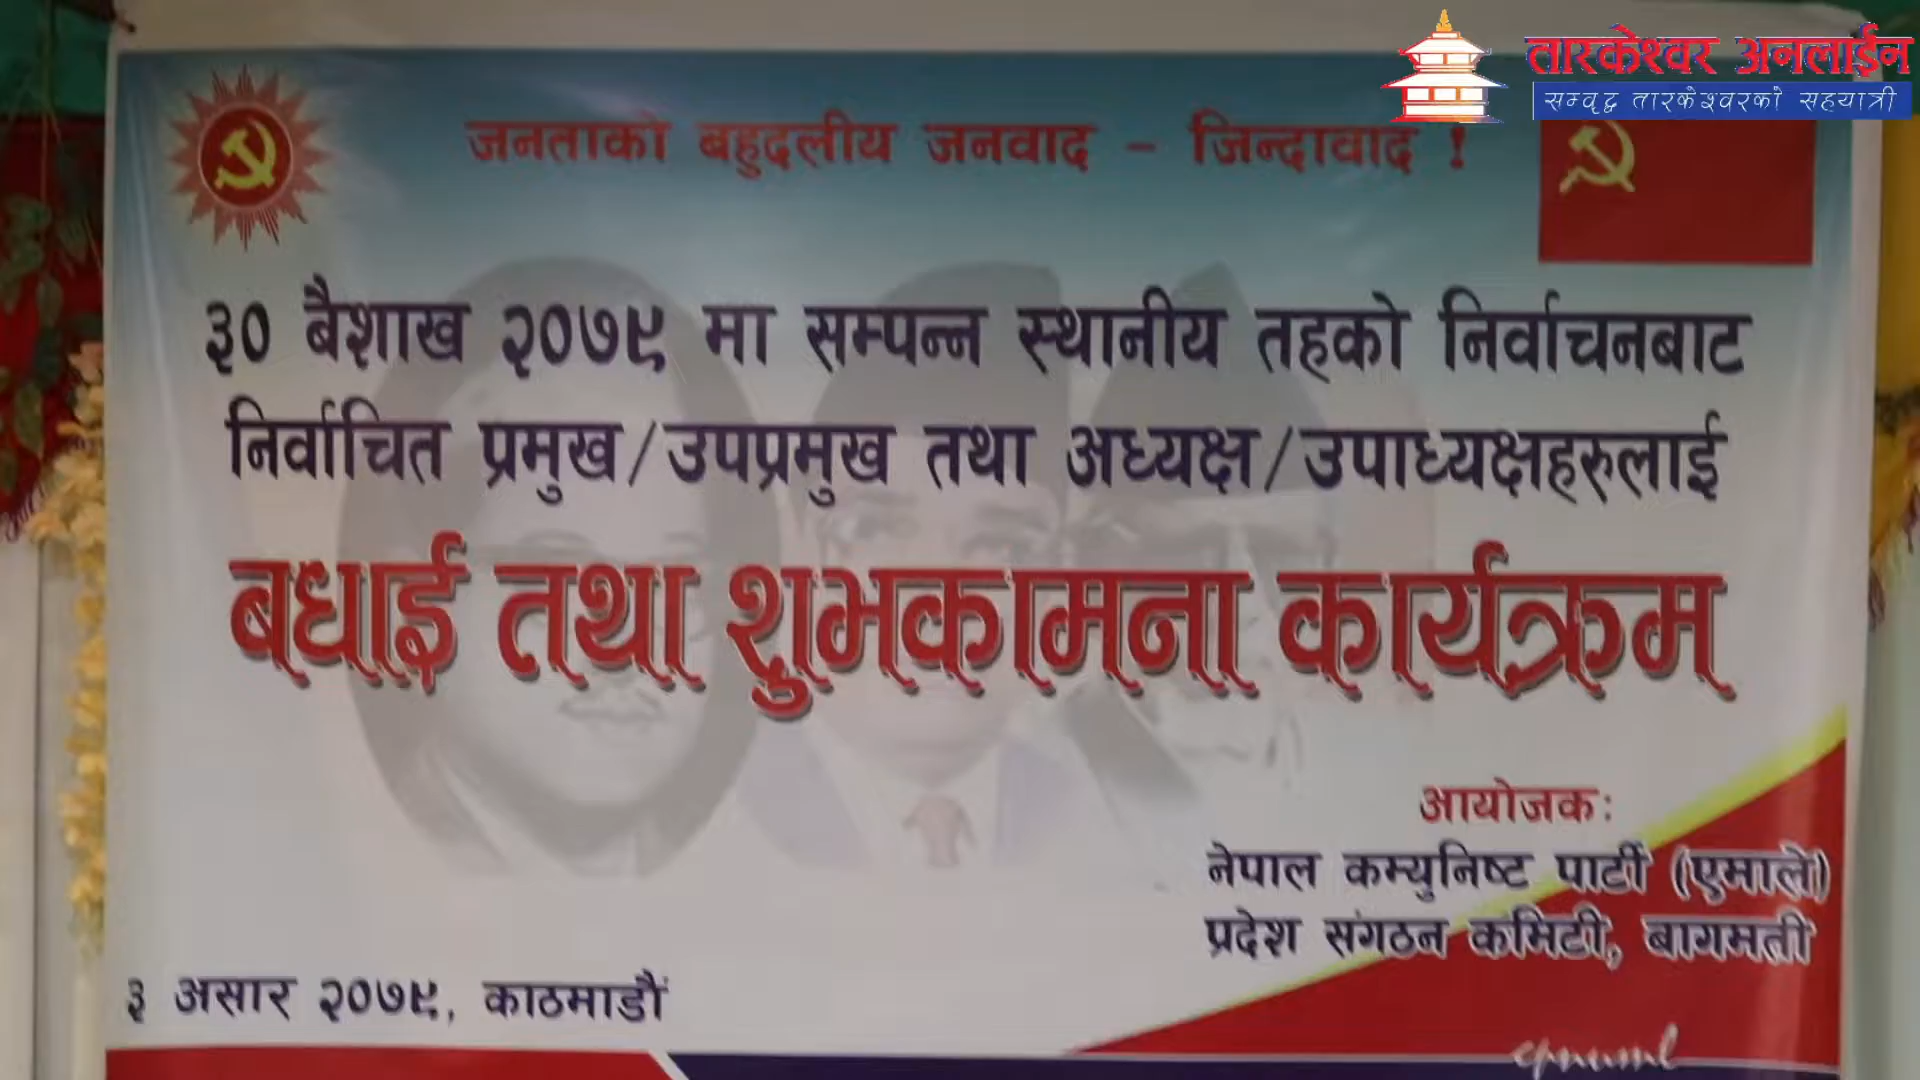 तारकेश्वर अनलाईन
सम्वृद्ध तारकेश्वरको सहयात्री
जनताको बहुदलीय जनवाद - जिन्दावाद !
३० बैशाख २०७९ मा सम्पन्न स्थानीय तहको निर्वाचनबाट
निर्वाचित प्रमुख/उपप्रमुख तथा अध्यक्ष/उपाध्यक्षहरुलाई
बधाई तथा शुभकामना कार्यक्रम
आयोजकः
नेपाल कम्युनिष्ट पार्टी (एमाले)
प्रदेश संगठन कमिटी, बागमती
३ असार २०७९, काठमाडौं
cpnuml